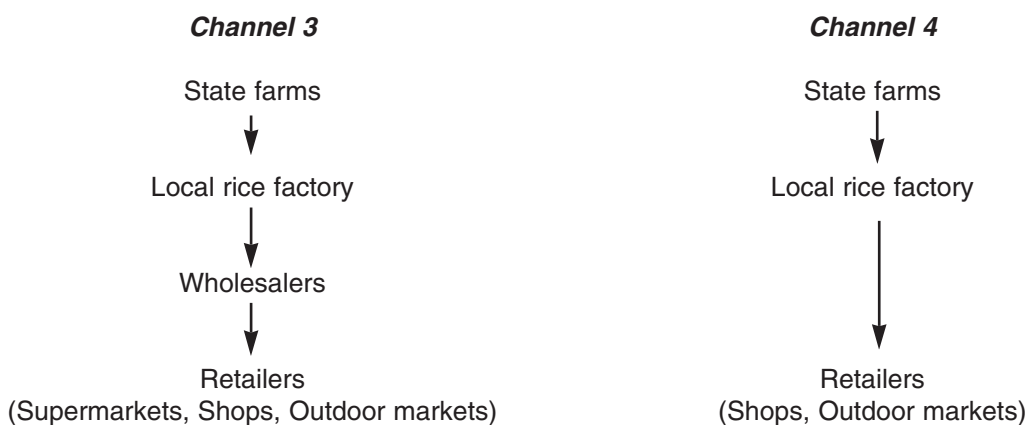 Channel 3
State farms
Local rice factory
Wholesalers
Retailers
(Supermarkets, Shops, Outdoor markets)
Channel 4
State farms
Local rice factory
Retailers
(Shops, Outdoor markets)